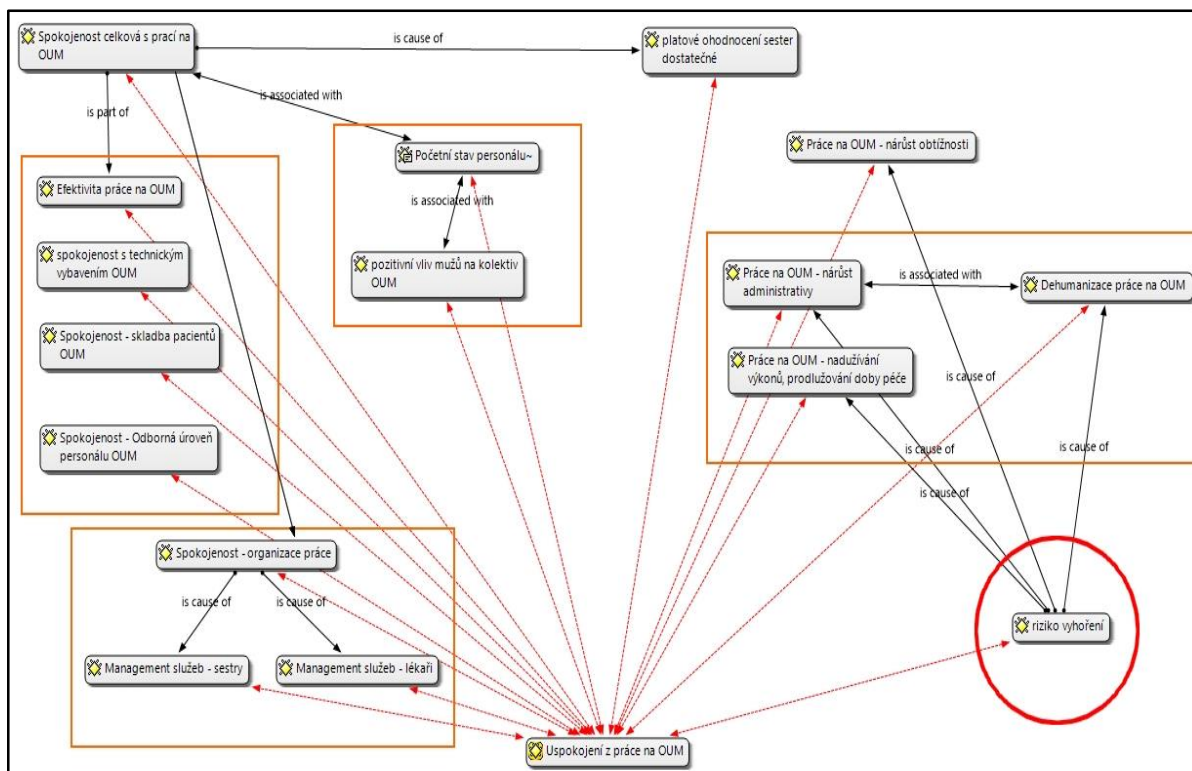 Spokojenost celková s prací na
OUM
is cause of
platové ohodnocení sester
dostatečné
is associated with
is part of
Početní stav personálu~
Práce na OUM - nárůst obtížnosti
Efektivita práce na OUM
is associated with
spokojenost s technickým
vybavením OUM
pozitivní vliv mužů na kolektiv
OUM
Práce na OUM - nárůst
administrativy
is associated with
Dehumanizace práce na OUM
Spokojenost - skladba pacientů
OUM
Práce na OUM - nadužívání
výkonů, prodlužování doby péče
is cause of
Spokojenost - Odborná úroveň
personálu OUM
is cause of
is cause of
is cause of
Spokojenost - organizace práce
is cause of
is cause of
riziko vyhoření
Management služeb - sestry
Management služeb - lékaři
Uspokojení z práce na OUM